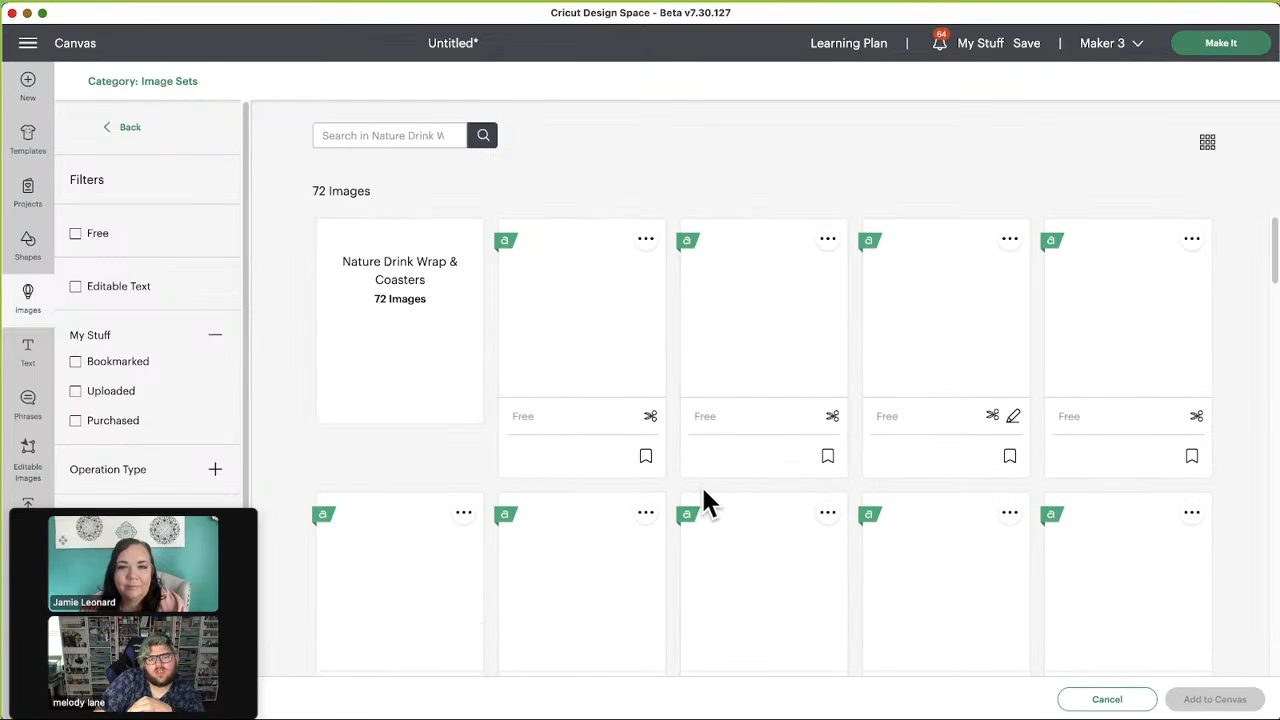 Cricut Design Space - Beta v7.30.127
Canvas
Untitled*
Learning Plan
|
64
My Stuff
Save
|
Maker 3
Make It
New
Templates
Projects
Shapes
Images
Text
Phrases
Editable
Images
Category: Image Sets
Back
Filters
Free
Editable Text
My Stuff
Bookmarked
Uploaded
Purchased
Operation Type
Search in Nature Drink W
72 Images
Nature Drink Wrap &
Coasters
72 Images
a
a
a
a
Free
Free
Free
Free
a
a
a
a
a
Jamie Leonard
melody lane
Cancel
Add to Canvas